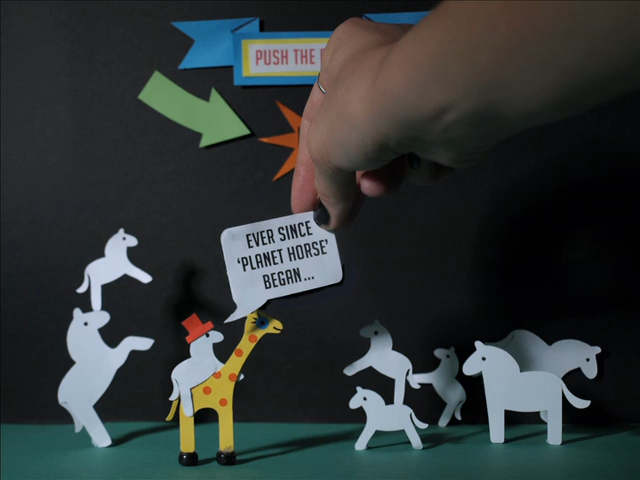 PUSH THE
EVER SINCE
'PLANET HORSE'
BEGAN...